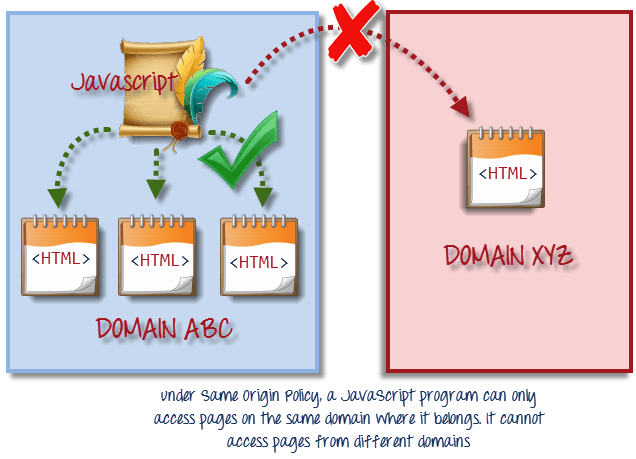 Javascript
<HTML>
<HTML>
<HTML>
<HTML>
DOMAIN ABC
DOMAIN XYZ
under Same Origin Policy, a JavaScript program can only
access pages on the same domain where it belongs. It cannot
access pages from different domains